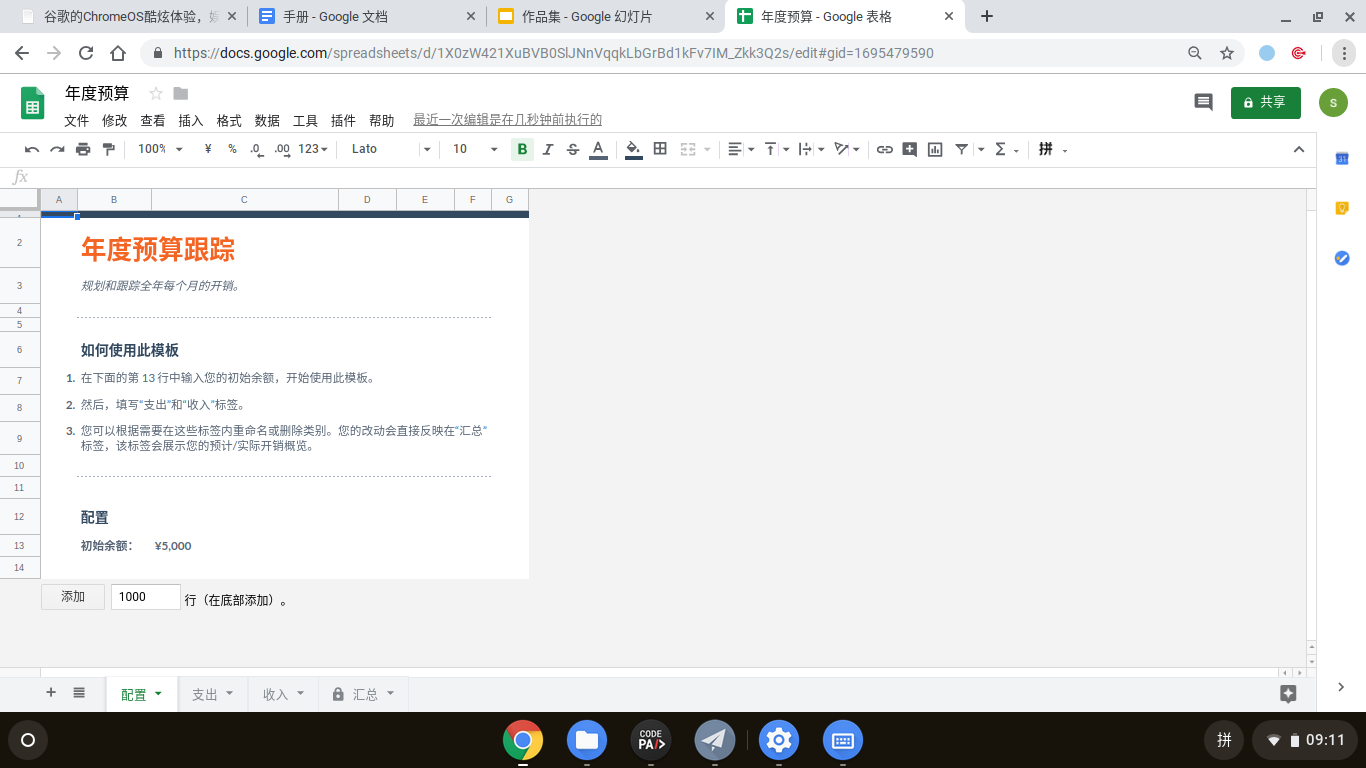 谷歌的ChromeOS酷炫体验，
手册 - Google 文档
作品集 - Google 幻灯片
年度预算 - Google 表格
https://docs.google.com/spreadsheets/d/1X0zW421XuBVB0SlJNnVqqkLbGrBd1kFv7IM_Zkk3Q2s/edit#gid=1695479590
年度预算
文件 修改 查看 插入 格式 数据 工具 插件 帮助 最近一次编辑是在几秒钟前执行的
共享
S
100% ¥ % .0 .00 123 Lato 10 B I S A Σ 拼
fx
A B C D E F G
1
2 年度预算跟踪
3 规划和跟踪全年每个月的开销。
4
5
6 如何使用此模板
7 1. 在下面的第 13 行中输入您的初始余额，开始使用此模板。
8 2. 然后，填写“支出”和“收入”标签。
9 3. 您可以根据需要在这些标签内重命名或删除类别。您的改动会直接反映在“汇总”
标签，该标签会展示您的预计/实际开销概览。
10
11
12 配置
13 初始余额： ¥5,000
14
添加 1000 行（在底部添加）。
配置 支出 收入 汇总
CODE
PA/>
拼
09:11